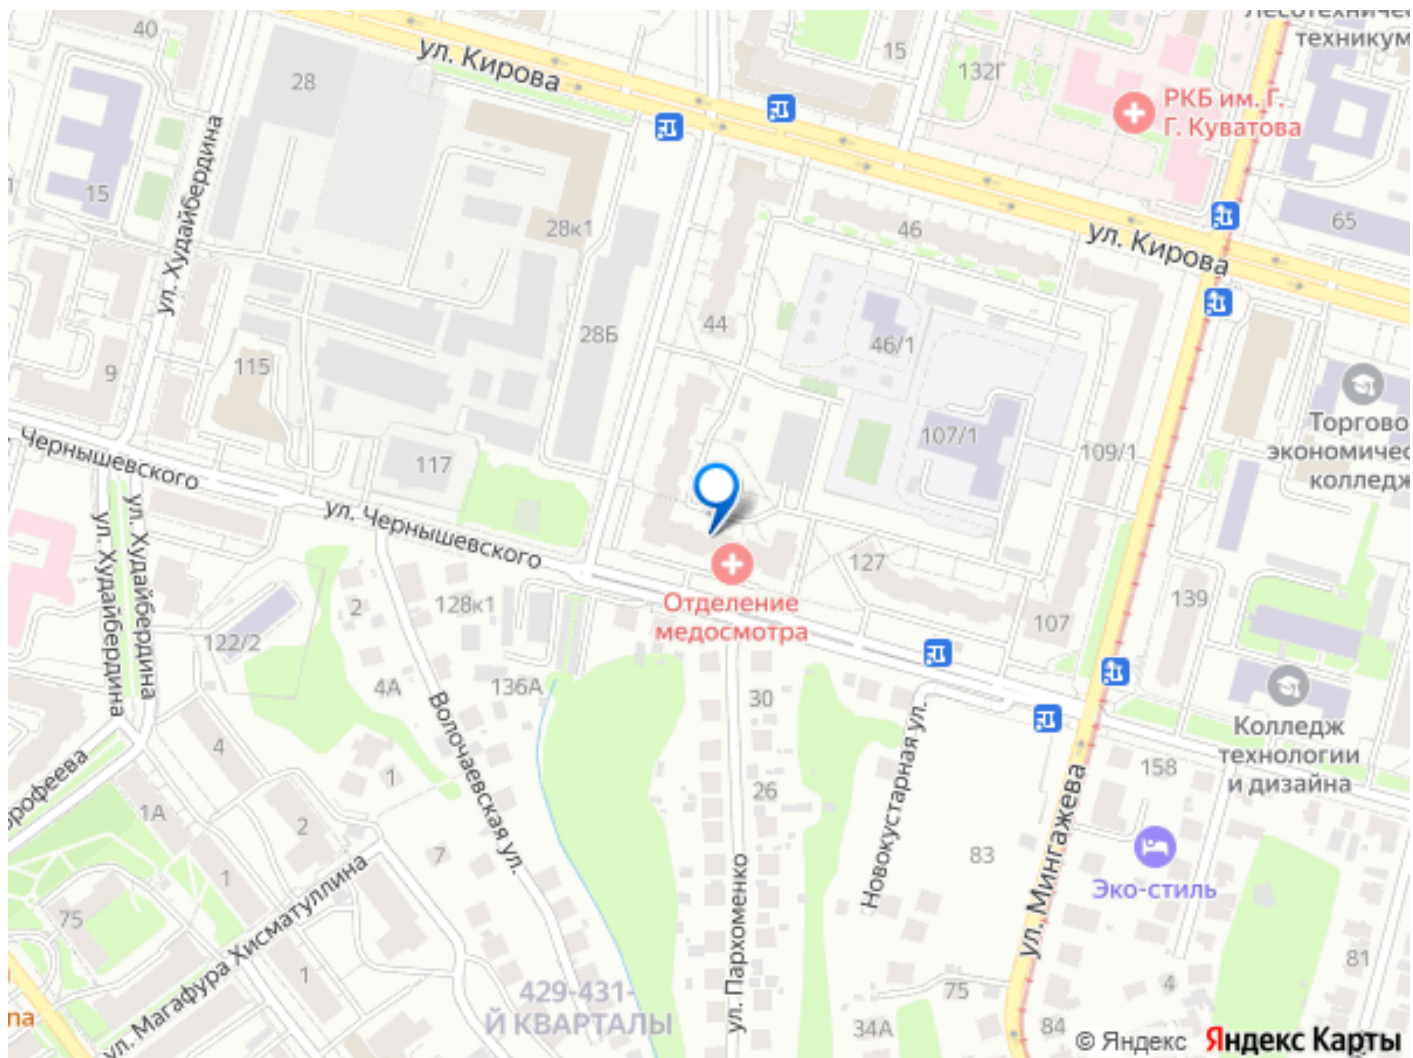 Лесотехничес
техникум
40
ул. Кирова
15
132Г
28
РКБ им. Г.
Г. Куватова
ул. Худайбердина
15
28к1
46
ул. Кирова
65
44
28Б
46/1
9
115
107/1
109/1
Торгово
экономичес
колледж
Чернышевского
117
ул. Чернышевского
ул. Худайбердина
ул. Худайбердина
127
2
128к1
Отделение
медосмотра
139
107
122/2
4А
136А
30
Волочаевская ул.
Новокустарная ул.
4
Колледж
технологии
и дизайна
158
1
26
ул. Мингажева
рофеева
1А
2
7
83
Эко-стиль
ул. Пархоменко
1
75
ул. Магафура Хисматуллина
1
429-431-
Й КВАРТАЛЫ
81
4
75
34А
84
па
© Яндекс Яндекс Карты